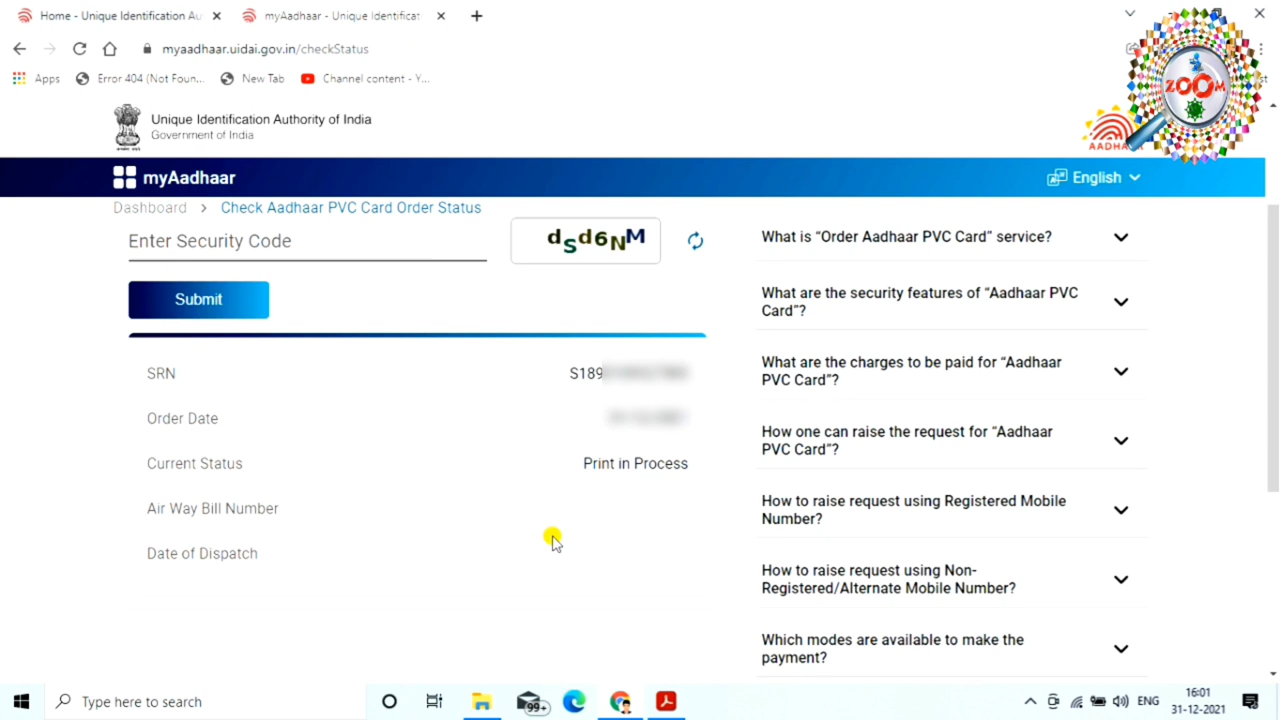 Home - Unique Identification Au
myAadhaar - Unique Identificat
myaadhaar.uidai.gov.in/checkStatus
Apps
Error 404 (Not Foun...
New Tab
Channel content - Y...
ZOOM
Unique Identification Authority of India
Government of India
myAadhaar
English
Dashboard > Check Aadhaar PVC Card Order Status
Enter Security Code
dSd6NM
Submit
SRN
S189
Order Date
Current Status
Print in Process
Air Way Bill Number
Date of Dispatch
What is “Order Aadhaar PVC Card” service?
What are the security features of “Aadhaar PVC
Card”?
What are the charges to be paid for “Aadhaar
PVC Card”?
How one can raise the request for “Aadhaar
PVC Card”?
How to raise request using Registered Mobile
Number?
How to raise request using Non-
Registered/Alternate Mobile Number?
Which modes are available to make the
payment?
Type here to search
99+
ENG
16:01
31-12-2021